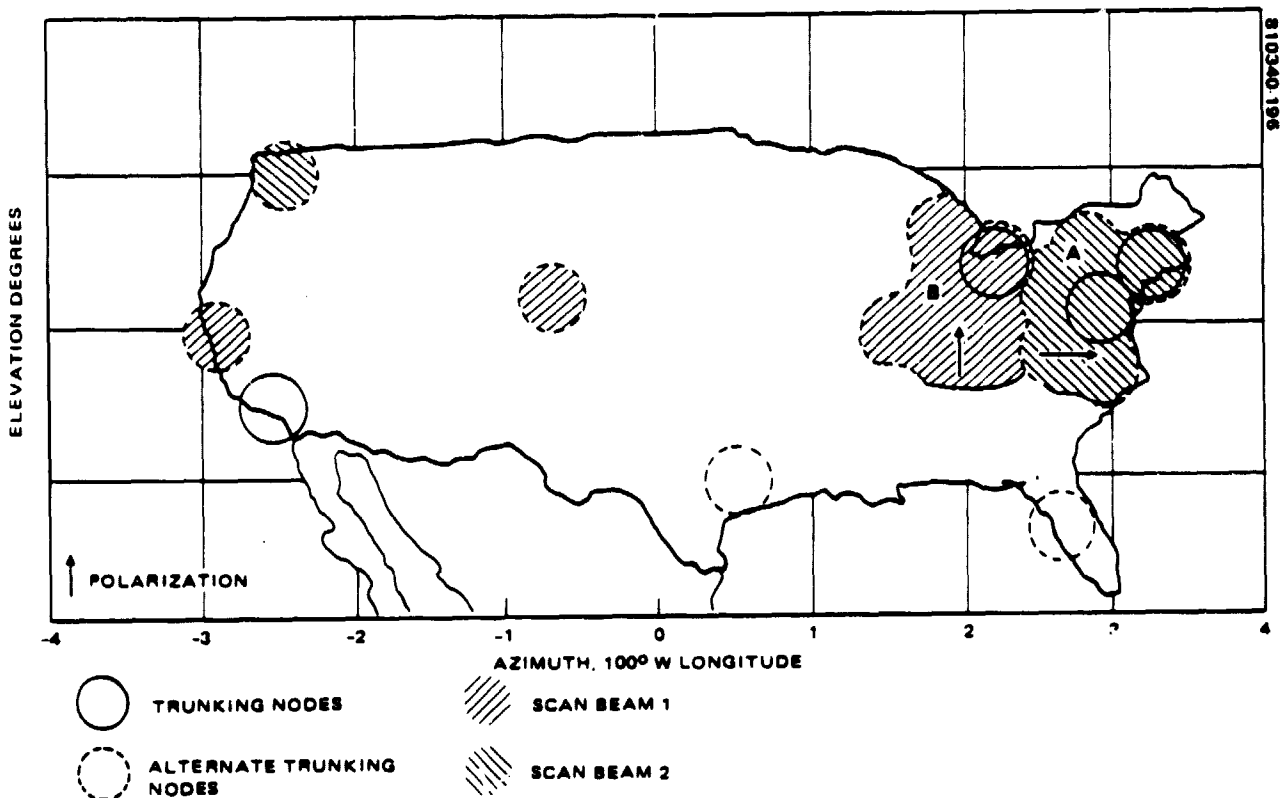 810340-196
ELEVATION DEGREES
A
B
POLARIZATION
-4 -3 -2 -1 0 1 2 3 4
AZIMUTH, 100° W LONGITUDE
TRUNKING NODES
SCAN BEAM 1
ALTERNATE TRUNKING
NODES
SCAN BEAM 2